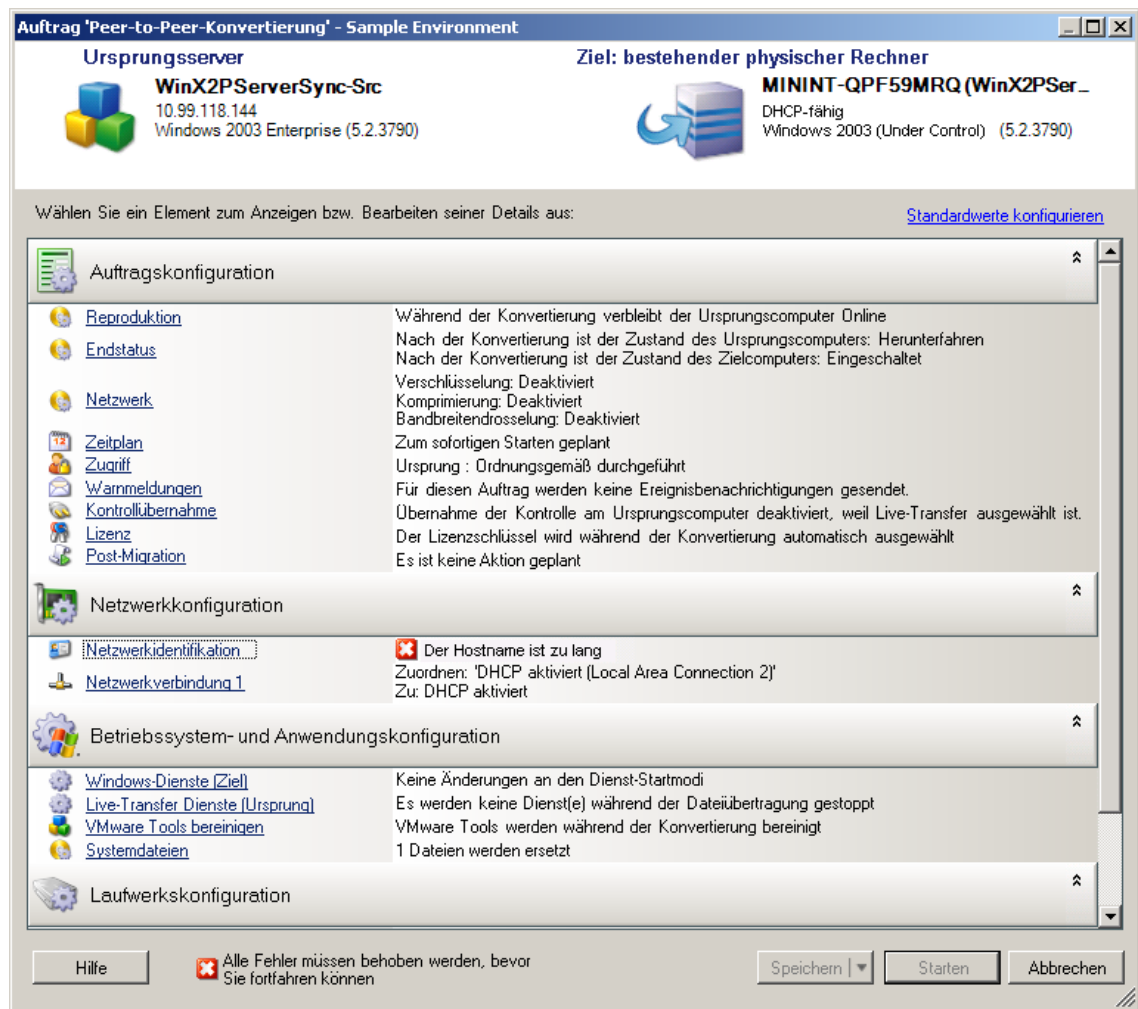 Auftrag 'Peer-to-Peer-Konvertierung' - Sample Environment
Ursprungsserver
WinX2PServerSync-Src
10.99.118.144
Windows 2003 Enterprise (5.2.3790)
Ziel: bestehender physischer Rechner
MININT-QPF59MRQ (WinX2PSer...
DHCP-fähig
Windows 2003 (Under Control) (5.2.3790)
Wählen Sie ein Element zum Anzeigen bzw. Bearbeiten seiner Details aus:
Standardwerte konfigurieren
Auftragskonfiguration
Reproduktion
Während der Konvertierung verbleibt der Ursprungscomputer Online
Endstatus
Nach der Konvertierung ist der Zustand des Ursprungscomputers: Herunterfahren
Nach der Konvertierung ist der Zustand des Zielcomputers: Eingeschaltet
Netzwerk
Verschlüsselung: Deaktiviert
Komprimierung: Deaktiviert
Bandbreitendrosselung: Deaktiviert
Zeitplan
Zum sofortigen Starten geplant
Zugriff
Ursprung : Ordnungsgemäß durchgeführt
Warnmeldungen
Für diesen Auftrag werden keine Ereignisbenachrichtigungen gesendet.
Kontrollübernahme
Übernahme der Kontrolle am Ursprungscomputer deaktiviert, weil Live-Transfer ausgewählt ist.
Lizenz
Der Lizenzschlüssel wird während der Konvertierung automatisch ausgewählt
Post-Migration
Es ist keine Aktion geplant
Netzwerkkonfiguration
Netzwerkidentifikation
Der Hostname ist zu lang
Netzwerkverbindung 1
Zuordnen: 'DHCP aktiviert (Local Area Connection 2)'
Zu: DHCP aktiviert
Betriebssystem- und Anwendungskonfiguration
Windows-Dienste (Ziel)
Keine Änderungen an den Dienst-Startmodi
Live-Transfer Dienste (Ursprung)
Es werden keine Dienst(e) während der Dateiübertragung gestoppt
VMware Tools bereinigen
VMware Tools werden während der Konvertierung bereinigt
Systemdateien
1 Dateien werden ersetzt
Laufwerkskonfiguration
Hilfe
Alle Fehler müssen behoben werden, bevor
Sie fortfahren können
Speichern
Starten
Abbrechen